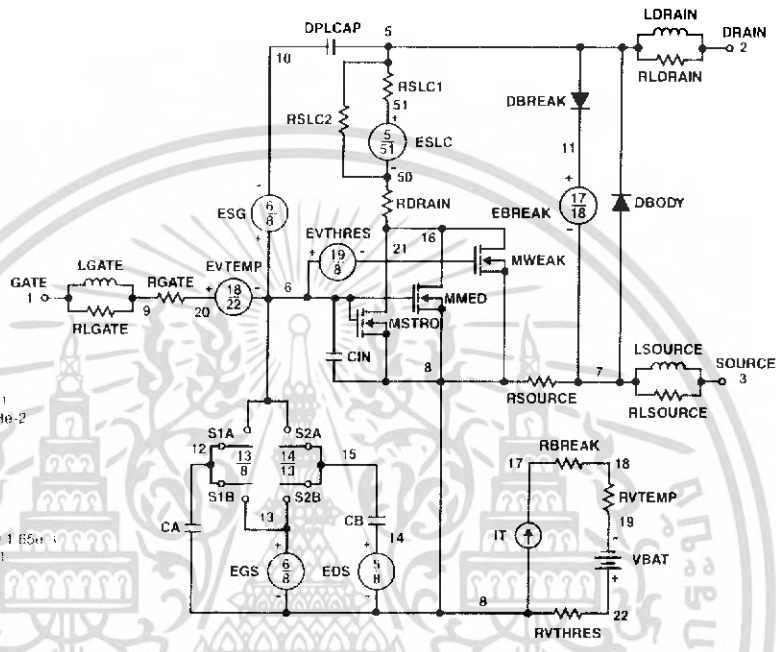 LDRAIN
DPLCAP 5 DRAIN
10 2
RSLC1 RLDRAIN
51 DBREAK
RSLC2
+
5
51 ESLC
11
-
50
- +
17
18
ESG 6
8 RDRAIN EBREAK DBODY
+ EVTHRES 16
21 -
+ 19
8 - MWEAK
LGATE EVTEMP
GATE RGATE + 18
22 - 6
1 MMED
9 20 MSTRO
RLGATE
CIN LSOURCE
8 7 SOURCE
3
RSOURCE
RLSOURCE
S1A S2A
12 13
8 14
13 15 RBREAK
17 18
S1B S2B RVTEMP
13 CB 19
CA 14 IT -
+ + VBAT
EGS 6
8 EDS 5
8 +
- - 8
22
RVTHRES